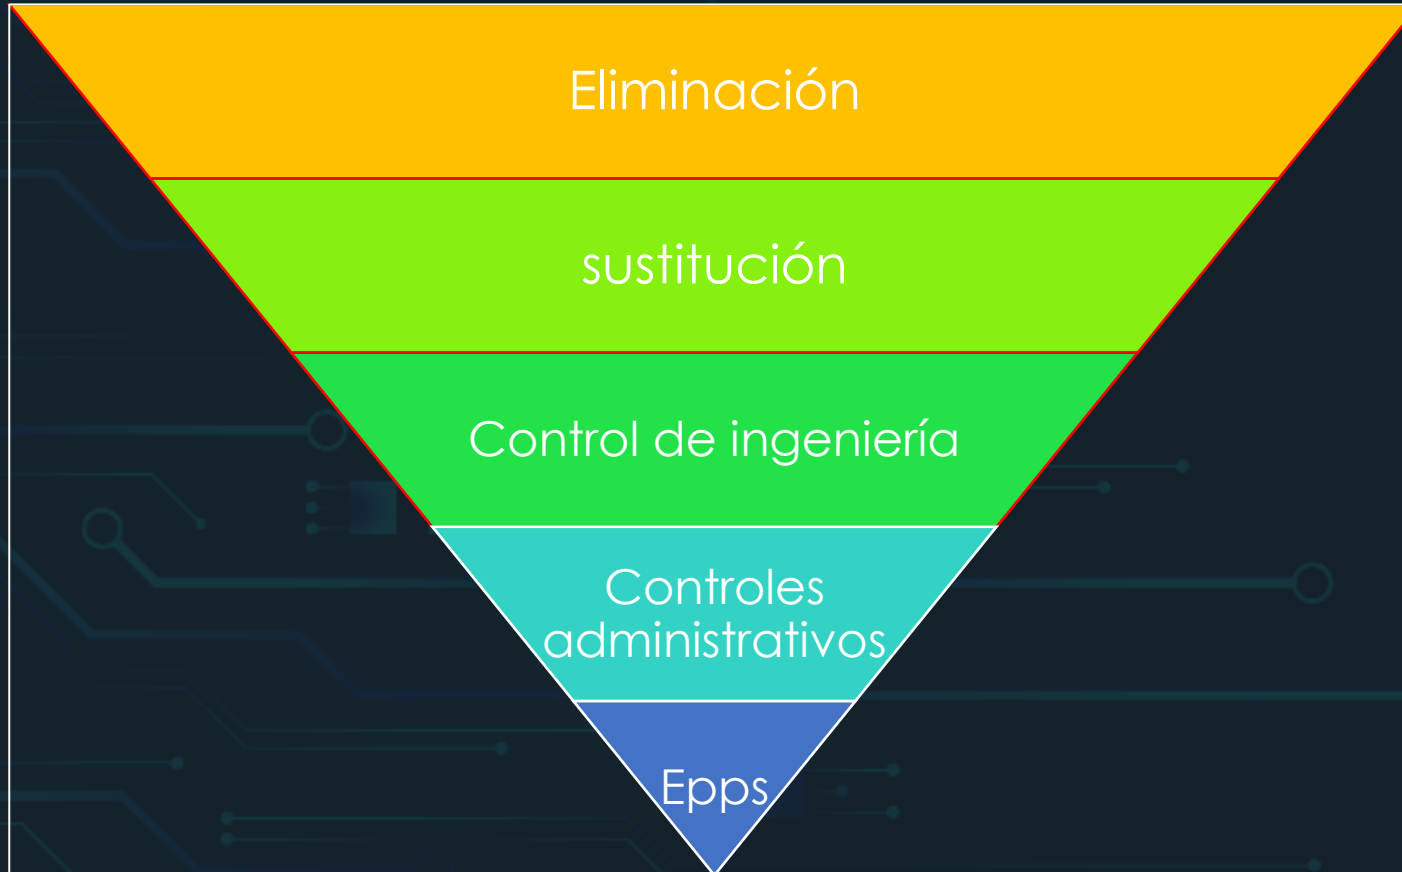 Eliminación
sustitución
Control de ingeniería
Controles
administrativos
Epps